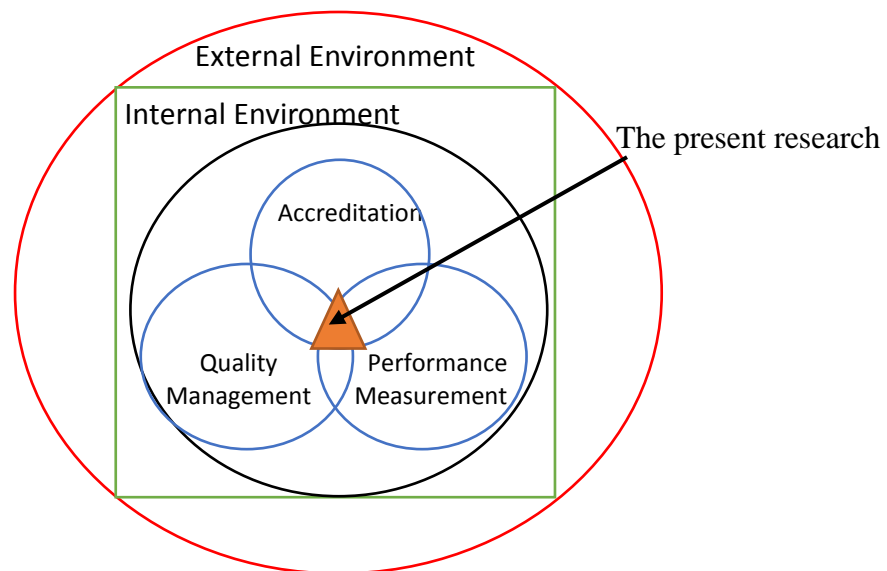 External Environment
Internal Environment
The present research
Accreditation
Quality
Management
Performance
Measurement